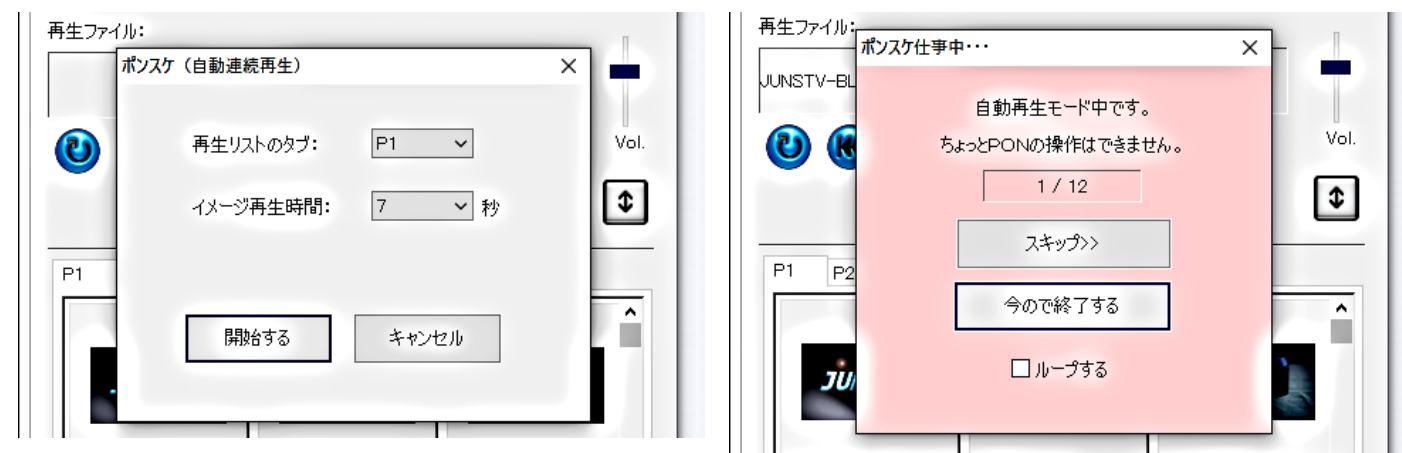 再生ファイル:
ポンスケ（自動連続再生）
再生リストのタブ: P1
Vol.
イメージ再生時間: 7 秒
P1
開始する キャンセル
再生ファイル:
ポンスケ仕事中･･･
JUNSTV-BL
自動再生モード中です。
ちょっとPONの操作はできません。
Vol.
1 / 12
スキップ>>
P1 P2
今ので終了する
ループする
JU